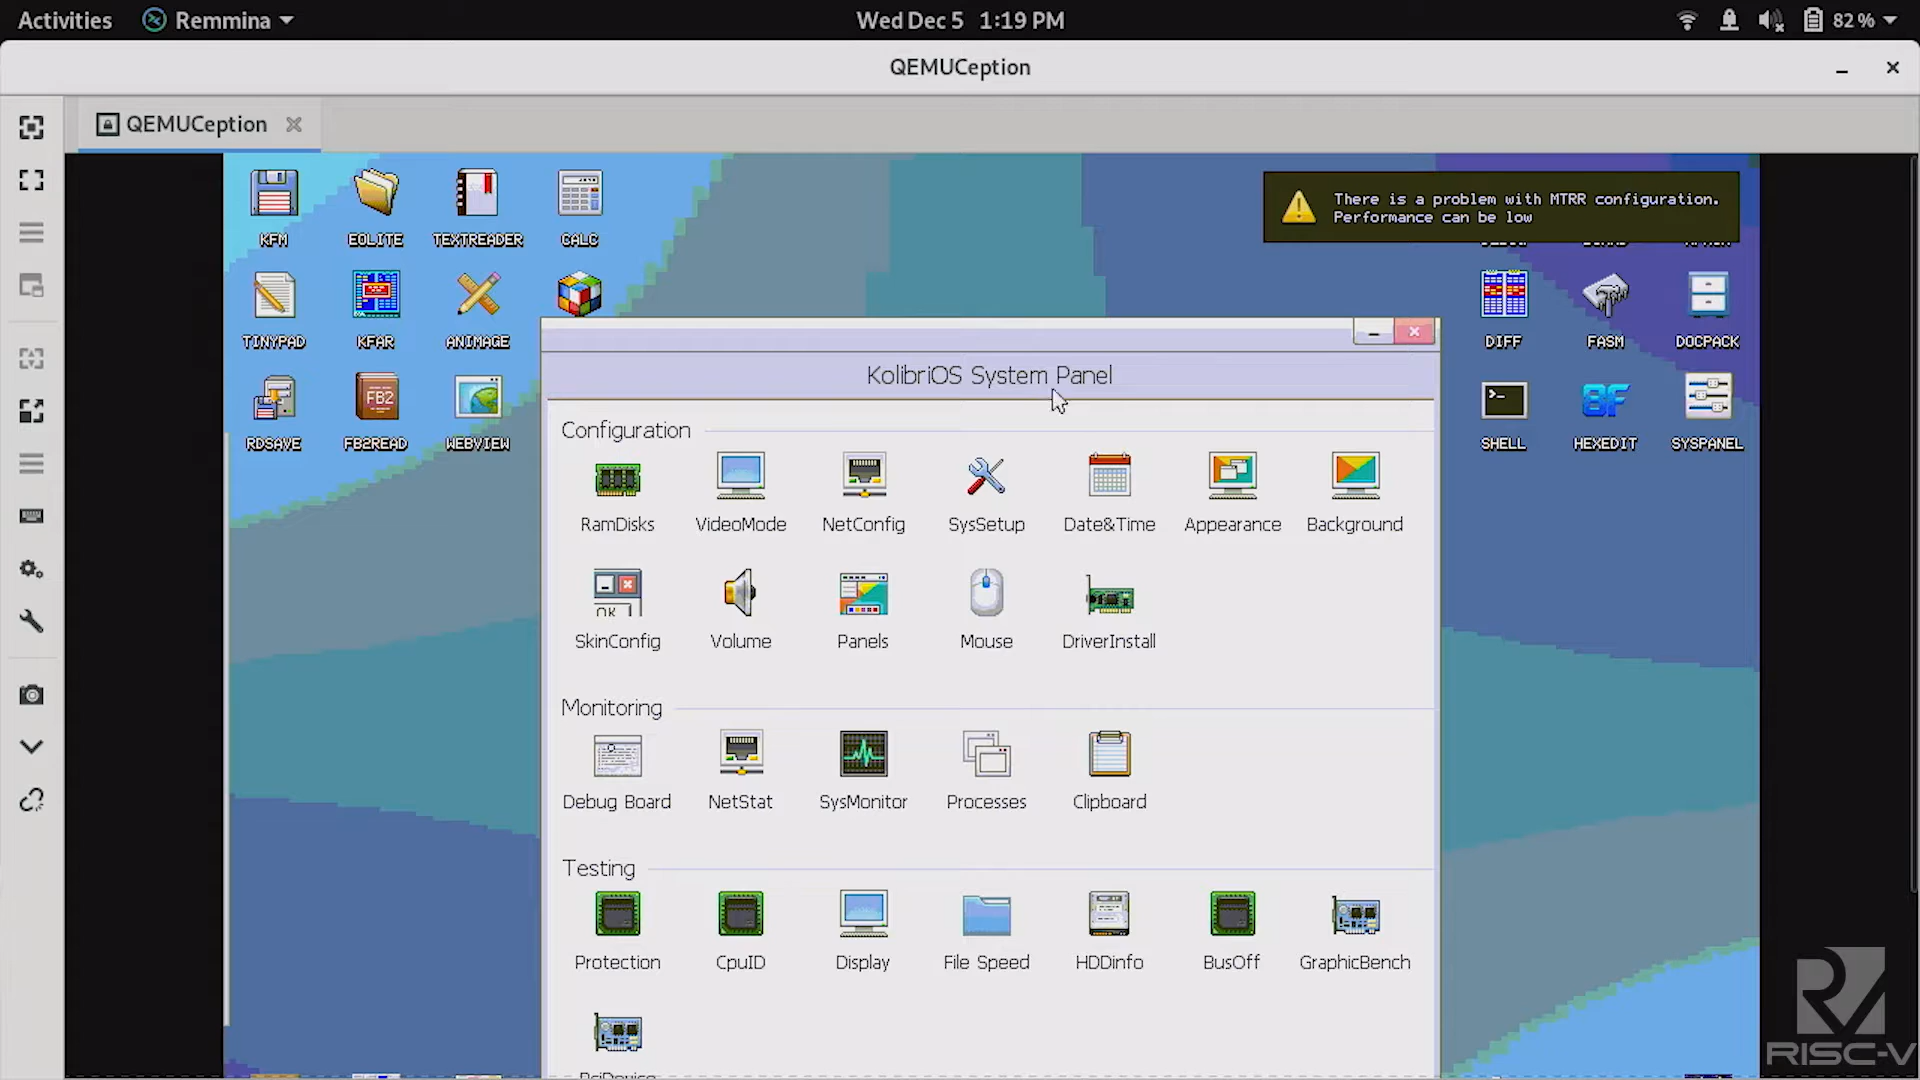 Activities Remmina Wed Dec 5 1:19 PM 82 %
QEMUCeption
QEMUCeption
There is a problem with MTRR configuration.
Performance can be low
KFM EOLITE TEXTREADER CALC
TINYPAD KFAR ANIMAGE DIFF FASM DOCPACK
KolibriOS System Panel
FB2
RDSAVE FB2READ WEBVIEW SHELL HEXEDIT SYSPANEL
Configuration
RamDisks VideoMode NetConfig SysSetup Date&Time Appearance Background
OK
SkinConfig Volume Panels Mouse DriverInstall
Monitoring
Debug Board NetStat SysMonitor Processes Clipboard
Testing
Protection CpuID Display File Speed HDDinfo BusOff GraphicBench
RISC-V